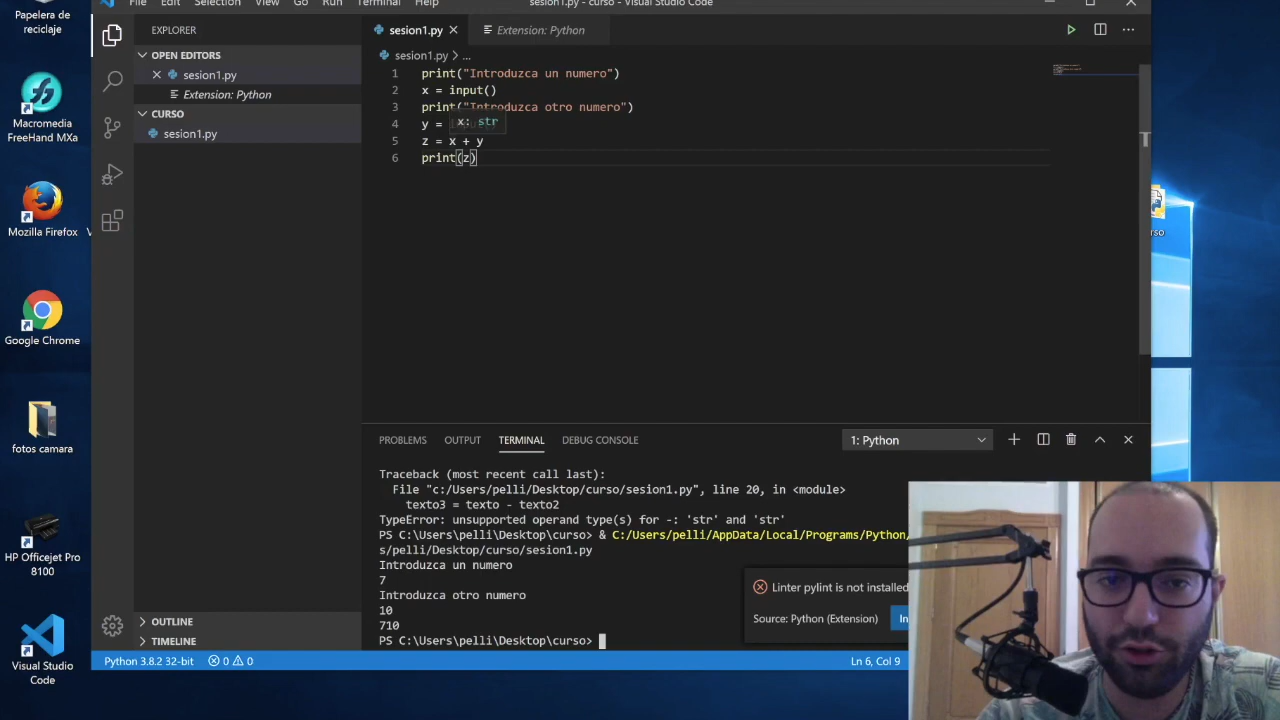 Papelera de
reciclaje
Macromedia
FreeHand MXa
Mozilla Firefox
Google Chrome
fotos camara
HP Officejet Pro
8100
Visual Studio
Code
File Edit Selection View Go Run Terminal Help
sesion1.py - curso - Visual Studio Code
EXPLORER
OPEN EDITORS
sesion1.py
Extension: Python
CURSO
sesion1.py
OUTLINE
TIMELINE
sesion1.py
Extension: Python
sesion1.py > ...
1 print("Introduzca un numero")
2 x = input()
3 print("Introduzca otro numero")
4 y =
x: str
5 z = x + y
6 print(z)
PROBLEMS OUTPUT TERMINAL DEBUG CONSOLE
1: Python
Traceback (most recent call last):
File "c:/Users/pelli/Desktop/curso/sesion1.py", line 20, in <module>
texto3 = texto - texto2
TypeError: unsupported operand type(s) for -: 'str' and 'str'
PS C:\Users\pelli\Desktop\curso> & C:/Users/pelli/AppData/Local/Programs/Python/
s/pelli/Desktop/curso/sesion1.py
Introduzca un numero
7
Introduzca otro numero
10
710
PS C:\Users\pelli\Desktop\curso>
Linter pylint is not installed
Source: Python (Extension)
In
Python 3.8.2 32-bit
0 0
Ln 6, Col 9